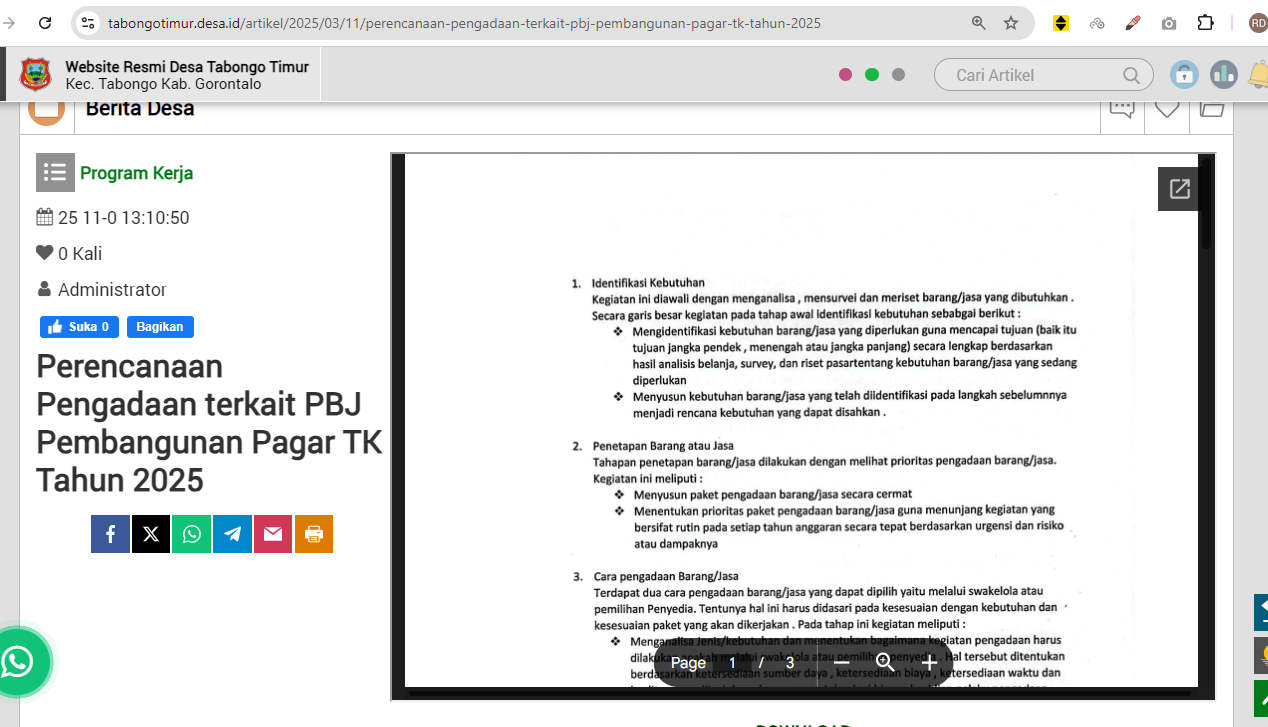 tabongotimur.desa.id/artikel/2025/03/11/perencanaan-pengadaan-terkait-pbj-pembangunan-pagar-tk-tahun-2025
RD
Website Resmi Desa Tabongo Timur
Kec. Tabongo Kab. Gorontalo
Cari Artikel
Berita Desa
Program Kerja
25 11-0 13:10:50
0 Kali
Administrator
Suka 0
Bagikan
Perencanaan
Pengadaan terkait PBJ
Pembangunan Pagar TK
Tahun 2025
1. Identifikasi Kebutuhan
Kegiatan ini diawali dengan menganalisa , mensurvei dan meriset barang/jasa yang dibutuhkan .
Secara garis besar kegiatan pada tahap awal identifikasi kebutuhan sebabgai berikut :
❖ Mengidentifikasi kebutuhan barang/jasa yang diperlukan guna mencapai tujuan (baik itu
tujuan jangka pendek , menengah atau jangka panjang) secara lengkap berdasarkan
hasil analisis belanja, survey, dan riset pasartentang kebutuhan barang/jasa yang sedang
diperlukan
❖ Menyusun kebutuhan barang/jasa yang telah diidentifikasi pada langkah sebelumnnya
menjadi rencana kebutuhan yang dapat disahkan .
2. Penetapan Barang atau Jasa
Tahapan penetapan barang/jasa dilakukan dengan melihat prioritas pengadaan barang/jasa.
Kegiatan ini meliputi :
❖ Menyusun paket pengadaan barang/jasa secara cermat
❖ Menentukan prioritas paket pengadaan barang/jasa guna menunjang kegiatan yang
bersifat rutin pada setiap tahun anggaran secara tepat berdasarkan urgensi dan risiko
atau dampaknya
3. Cara pengadaan Barang/Jasa
Terdapat dua cara pengadaan barang/jasa yang dapat dipilih yaitu melalui swakelola atau
pemilihan Penyedia. Tentunya hal ini harus didasari pada kesesuaian dengan kebutuhan dan
kesesuaian paket yang akan dikerjakan . Pada tahap ini kegiatan meliputi :
❖ Menganalisa Jenis/kebutuhan dan menentukan bagaimana kegiatan pengadaan harus
dilakukan apakah melalui swakelola atau pemilihan penyedia . Hal tersebut ditentukan
berdasarkan ketersediaan sumber daya , ketersediaan biaya , ketersediaan waktu dan
Page 1 / 3